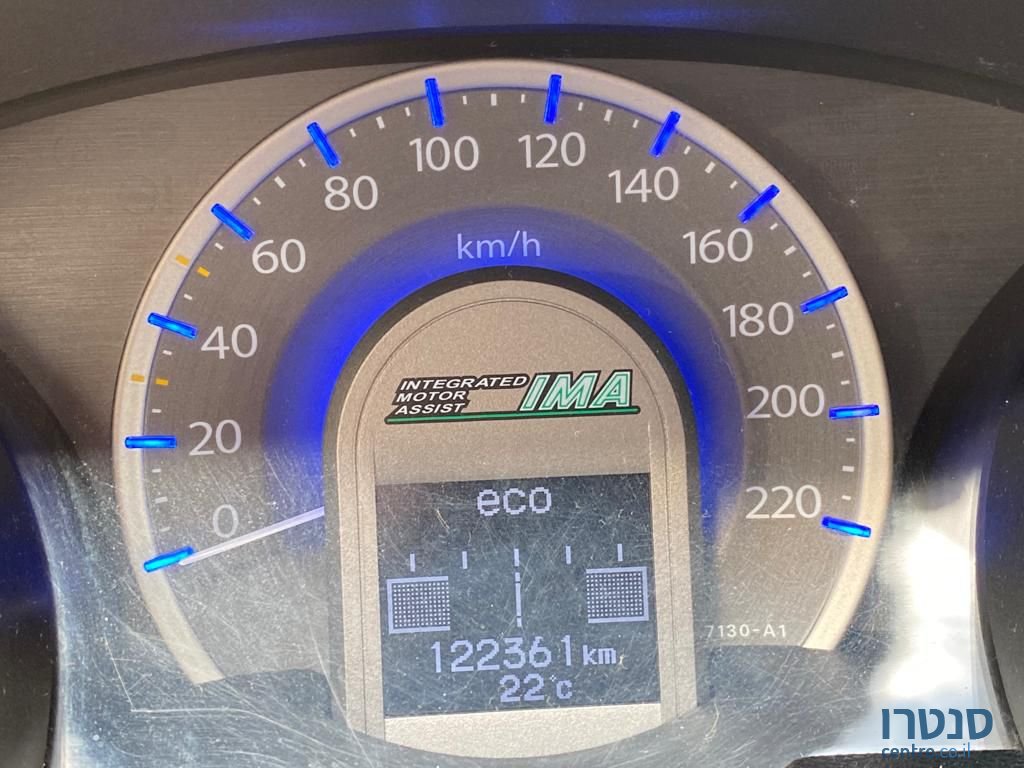 0
20
40
60
80
100
120
140
160
180
200
220
km/h
INTEGRATED
MOTOR
ASSIST
IMA
eco
122361 km
22°C
7130-A1
סנטרו
centro.co.il